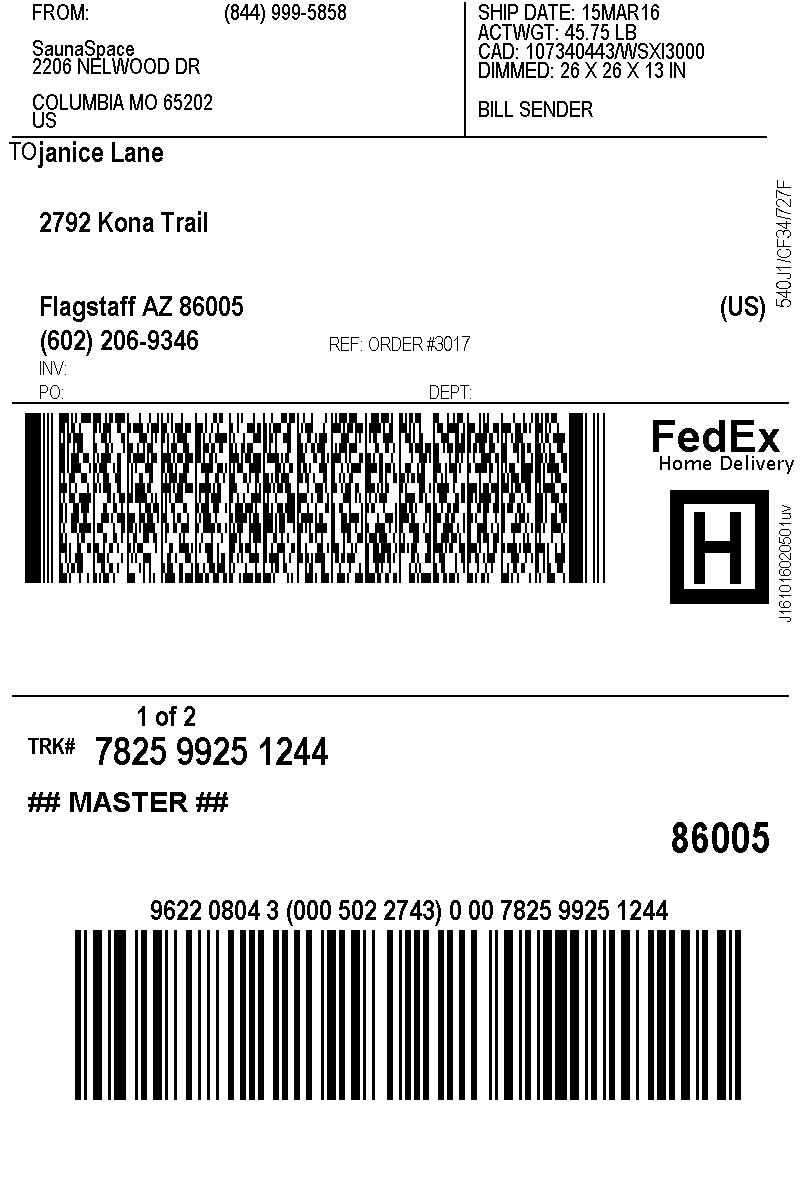 FROM: (844) 999-5858
SaunaSpace
2206 NELWOOD DR
COLUMBIA MO 65202
US
SHIP DATE: 15MAR16
ACTWGT: 45.75 LB
CAD: 107340443/WSXI3000
DIMMED: 26 X 26 X 13 IN
BILL SENDER
TO janice Lane
2792 Kona Trail
Flagstaff AZ 86005 (US)
(602) 206-9346 REF: ORDER #3017
INV:
PO: DEPT:
540J1/CF34/727F
FedEx
Home Delivery
H
J161016020501uv
1 of 2
TRK# 7825 9925 1244
## MASTER ##
86005
9622 0804 3 (000 502 2743) 0 00 7825 9925 1244